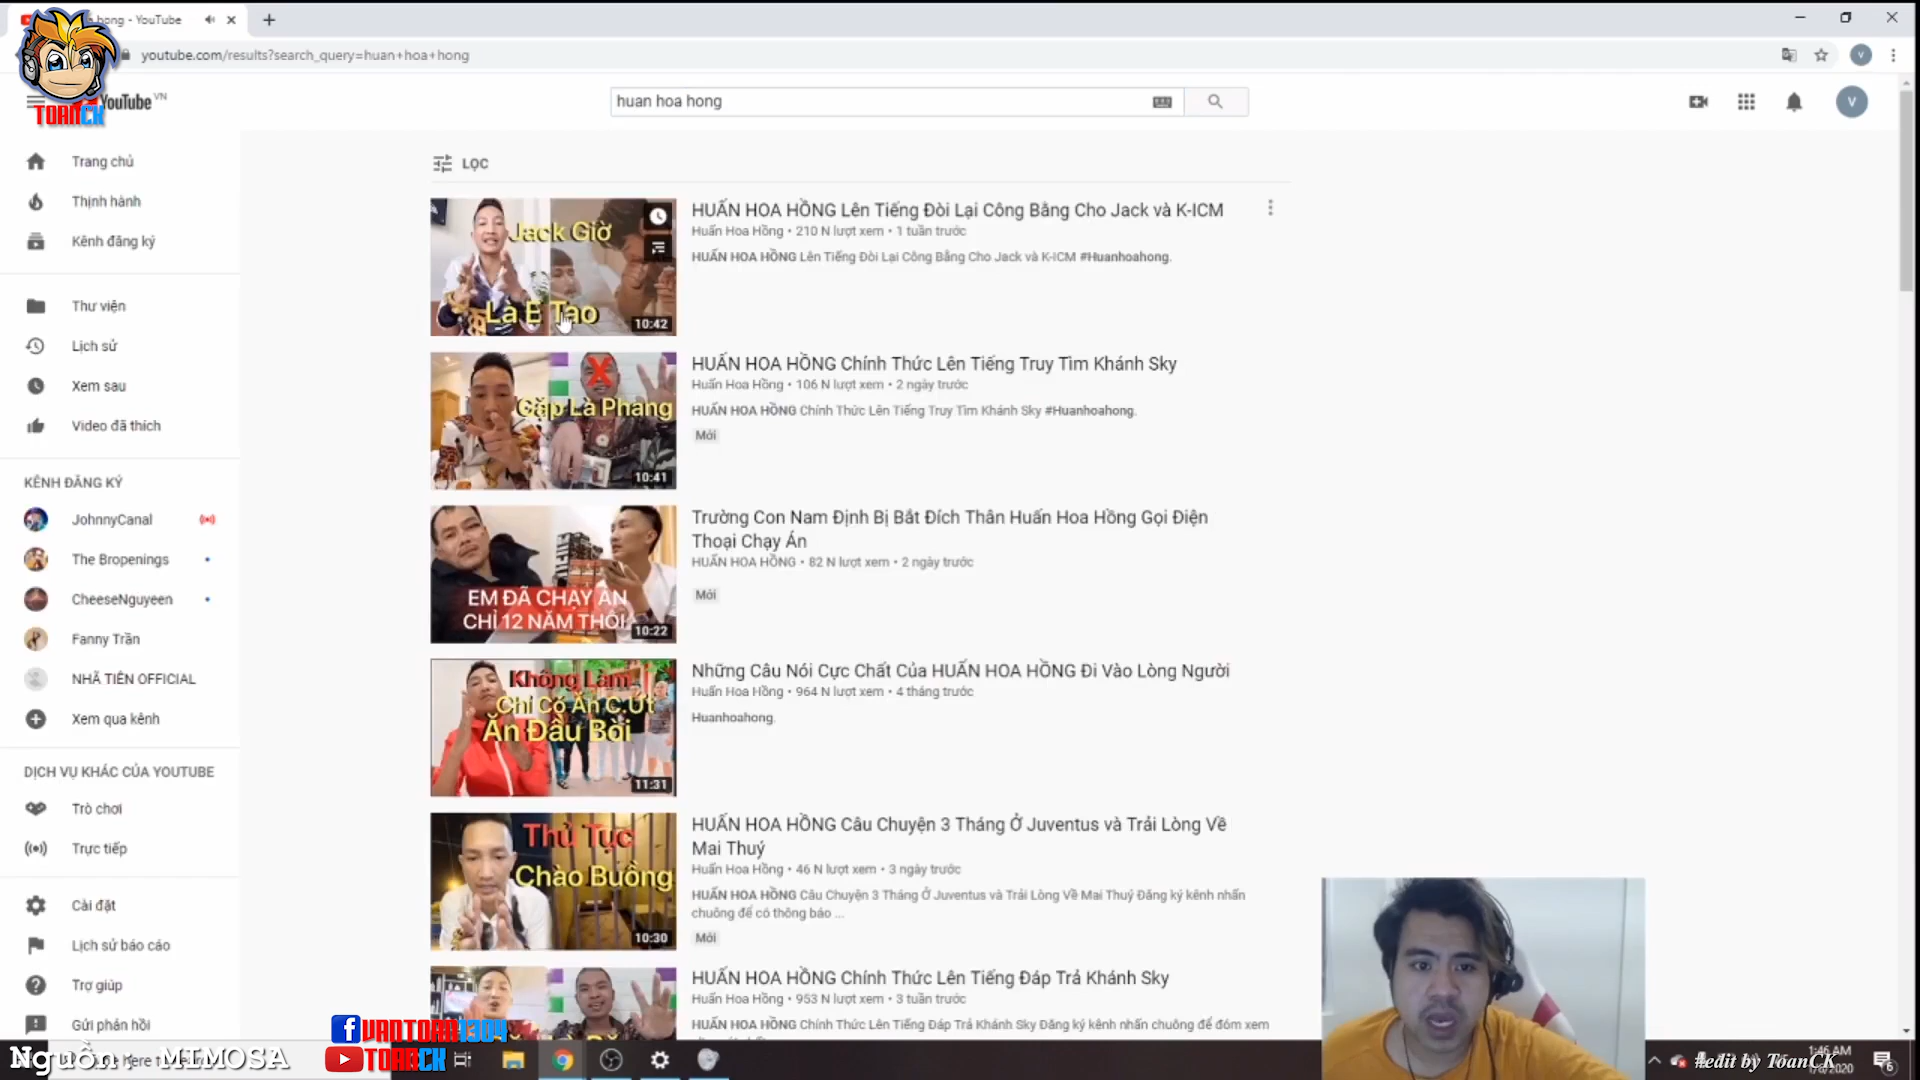 hong - YouTube
youtube.com/results?search_query=huan+hoa+hong
TOANCK
YouTube VN
huan hoa hong
V
V
Trang chủ
Thịnh hành
Kênh đăng ký
Thư viện
Lịch sử
Xem sau
Video đã thích
KÊNH ĐĂNG KÝ
JohnnyCanal
The Bropenings
CheeseNguyeen
Fanny Trần
NHÃ TIÊN OFFICIAL
Xem qua kênh
DỊCH VỤ KHÁC CỦA YOUTUBE
Trò chơi
Trực tiếp
Cài đặt
Lịch sử báo cáo
Trợ giúp
Gửi phản hồi
LỌC
Jack Giờ
Là E Tao
10:42
HUẤN HOA HỒNG Lên Tiếng Đòi Lại Công Bằng Cho Jack và K-ICM
Huấn Hoa Hồng • 210 N lượt xem • 1 tuần trước
HUẤN HOA HỒNG Lên Tiếng Đòi Lại Công Bằng Cho Jack và K-ICM #Huanhoahong.
X
Gặp Là Phang
10:41
HUẤN HOA HỒNG Chính Thức Lên Tiếng Truy Tìm Khánh Sky
Huấn Hoa Hồng • 106 N lượt xem • 2 ngày trước
HUẤN HOA HỒNG Chính Thức Lên Tiếng Truy Tìm Khánh Sky #Huanhoahong.
Mới
EM ĐÃ CHẠY ÁN
CHỈ 12 NĂM THÔI
10:22
Trường Con Nam Định Bị Bắt Đích Thân Huấn Hoa Hồng Gọi Điện
Thoại Chạy Án
HUẤN HOA HỒNG • 82 N lượt xem • 2 ngày trước
Mới
Không Làm
Chỉ Có Ăn C.Ứt
Ăn Đầu Bòi
11:31
Những Câu Nói Cực Chất Của HUẤN HOA HỒNG Đi Vào Lòng Người
Huấn Hoa Hồng • 964 N lượt xem • 4 tháng trước
Huanhoahong.
Thủ Tục
Chào Buồng
10:30
HUẤN HOA HỒNG Câu Chuyện 3 Tháng Ở Juventus và Trải Lòng Về
Mai Thuý
Huấn Hoa Hồng • 46 N lượt xem • 3 ngày trước
HUẤN HOA HỒNG Câu Chuyện 3 Tháng Ở Juventus và Trải Lòng Về Mai Thuý Đăng ký kênh nhấn
chuông để có thông báo ...
Mới
HUẤN HOA HỒNG Chính Thức Lên Tiếng Đáp Trả Khánh Sky
Huấn Hoa Hồng • 953 N lượt xem • 3 tuần trước
HUẤN HOA HỒNG Chính Thức Lên Tiếng Đáp Trả Khánh Sky Đăng ký kênh nhấn chuông để đóm xem
VANTOAN1304
TOANCK
Nguồn : MIMOSA
#edit by ToanCK
1:46 AM
6